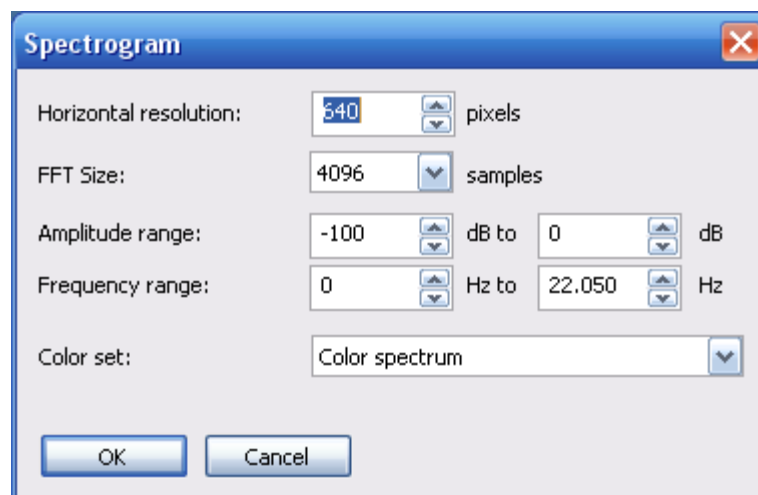 Spectrogram
Horizontal resolution: 640 pixels
FFT Size: 4096 samples
Amplitude range: -100 dB to 0 dB
Frequency range: 0 Hz to 22.050 Hz
Color set: Color spectrum
OK Cancel